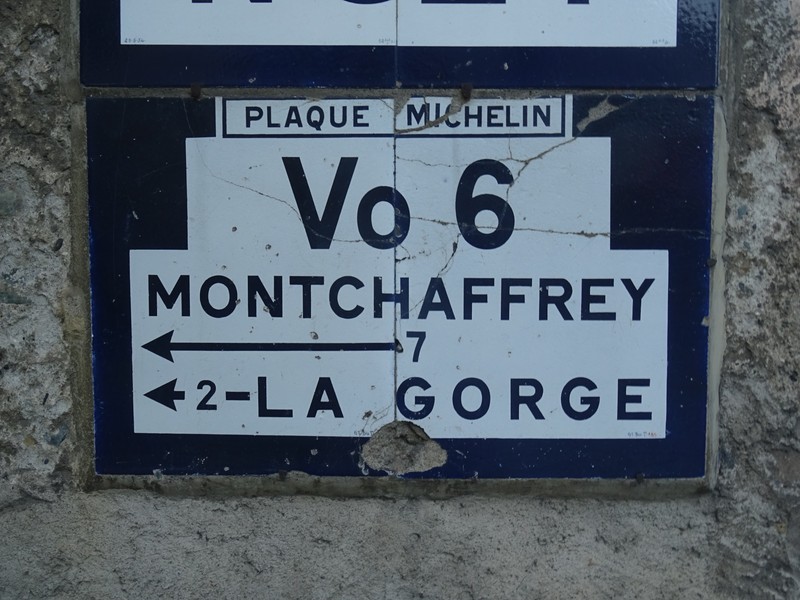 PLAQUE MICHELIN
Vo 6
MONTCHAFFREY
7
2-LA GORGE